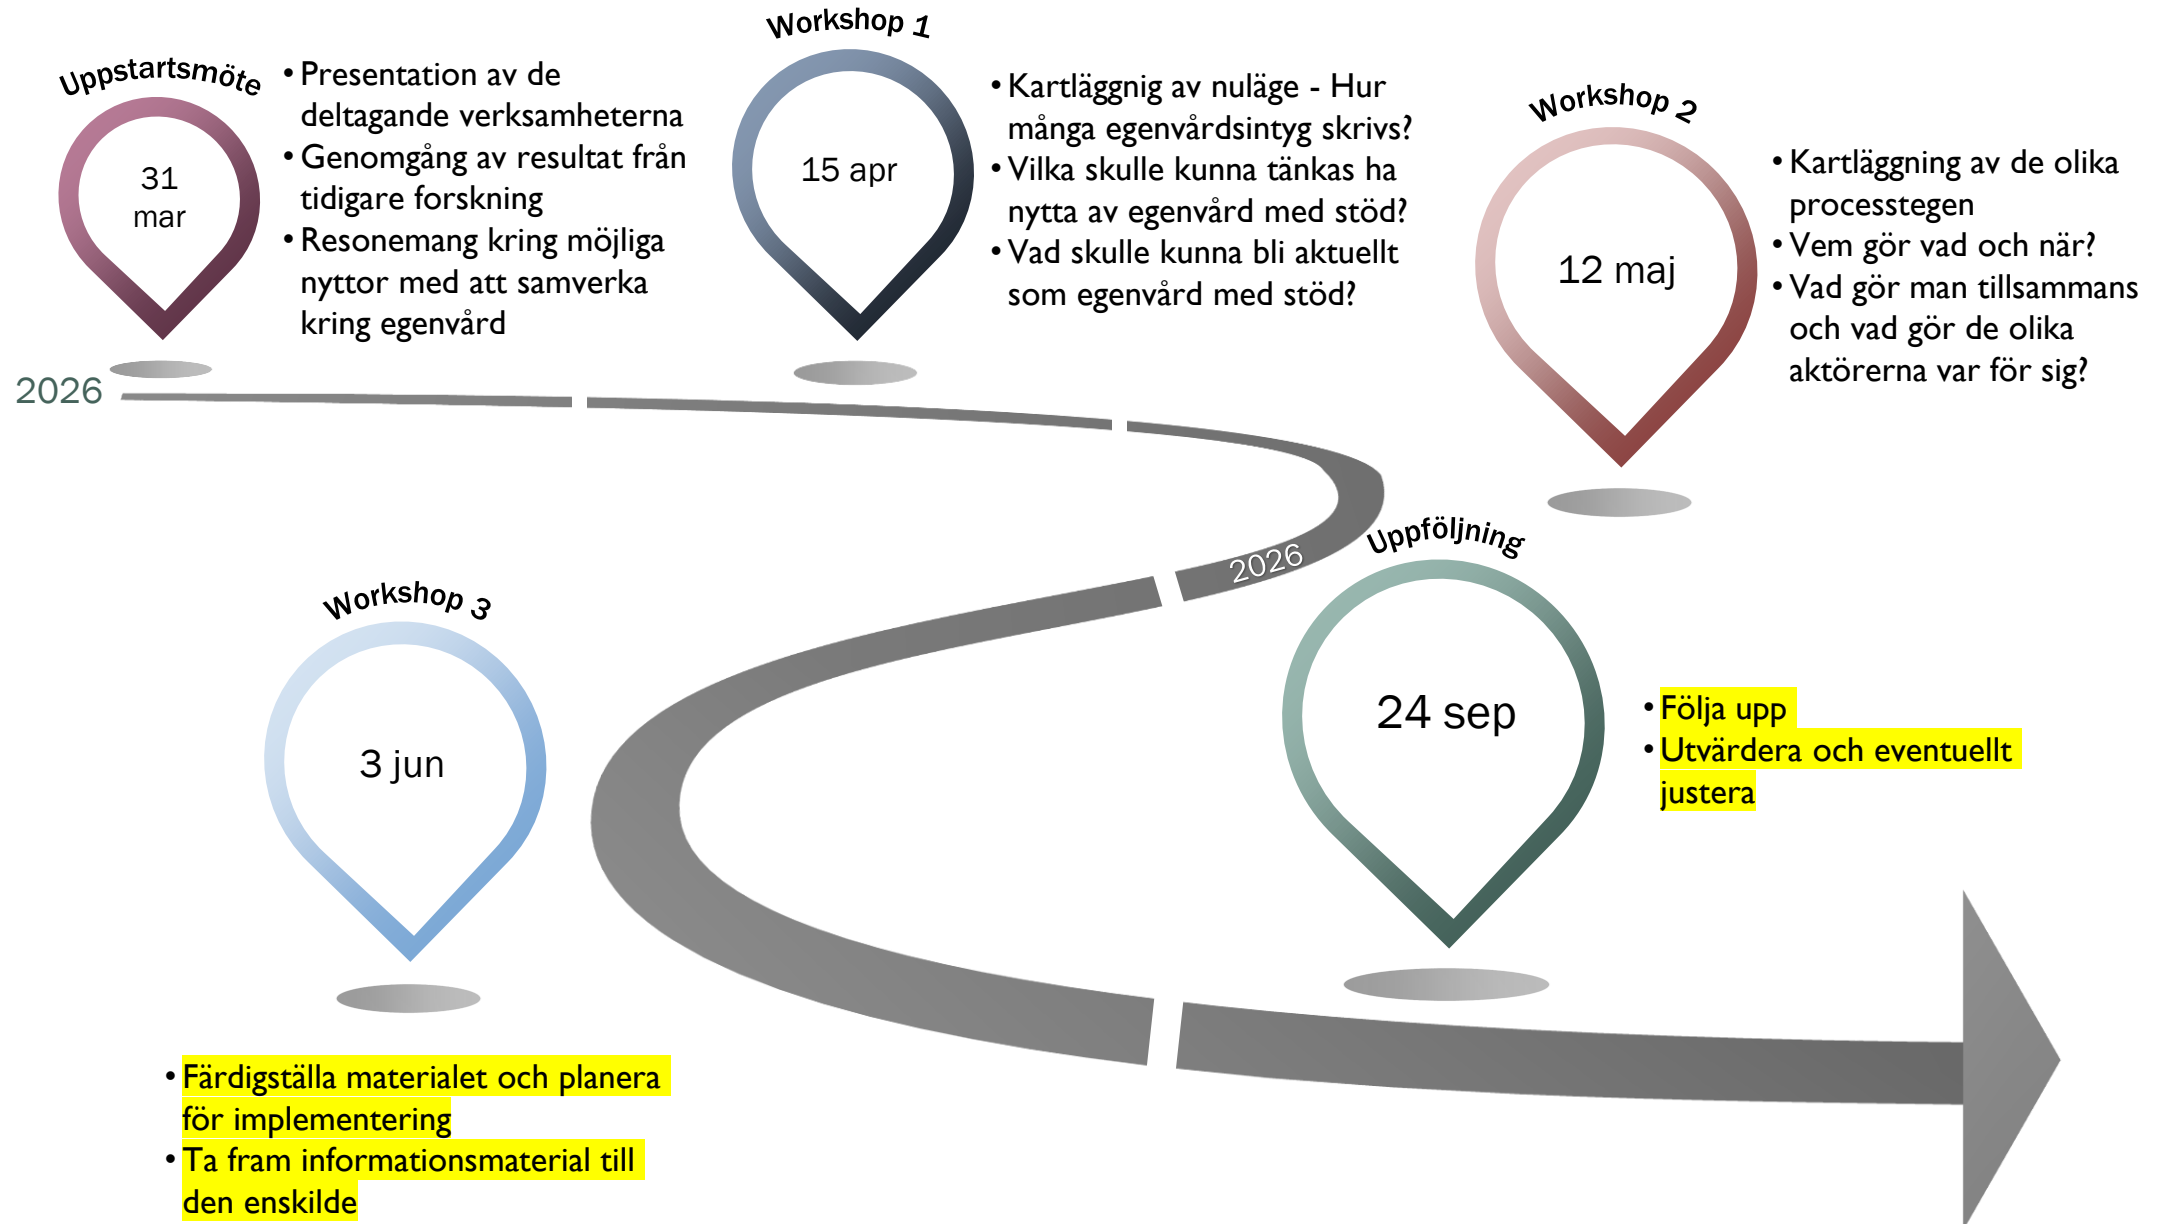 Uppstartsmöte
31
mar
• Presentation av de
deltagande verksamheterna
• Genomgång av resultat från
tidigare forskning
• Resonemang kring möjliga
nyttor med att samverka
kring egenvård
Workshop 1
15 apr
• Kartläggnig av nuläge - Hur
många egenvårdsintyg skrivs?
• Vilka skulle kunna tänkas ha
nytta av egenvård med stöd?
• Vad skulle kunna bli aktuellt
som egenvård med stöd?
Workshop 2
12 maj
• Kartläggning av de olika
processtegen
• Vem gör vad och när?
• Vad gör man tillsammans
och vad gör de olika
aktörerna var för sig?
2026
2026
Workshop 3
3 jun
• Färdigställa materialet och planera
för implementering
• Ta fram informationsmaterial till
den enskilde
Uppföljning
24 sep
• Följa upp
• Utvärdera och eventuellt
justera